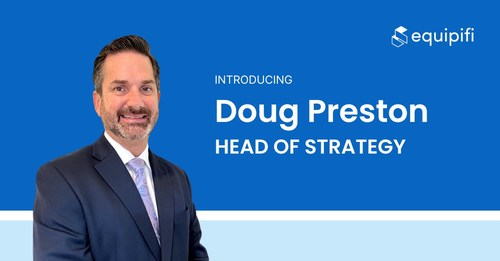 equipifi
INTRODUCING
Doug Preston
HEAD OF STRATEGY